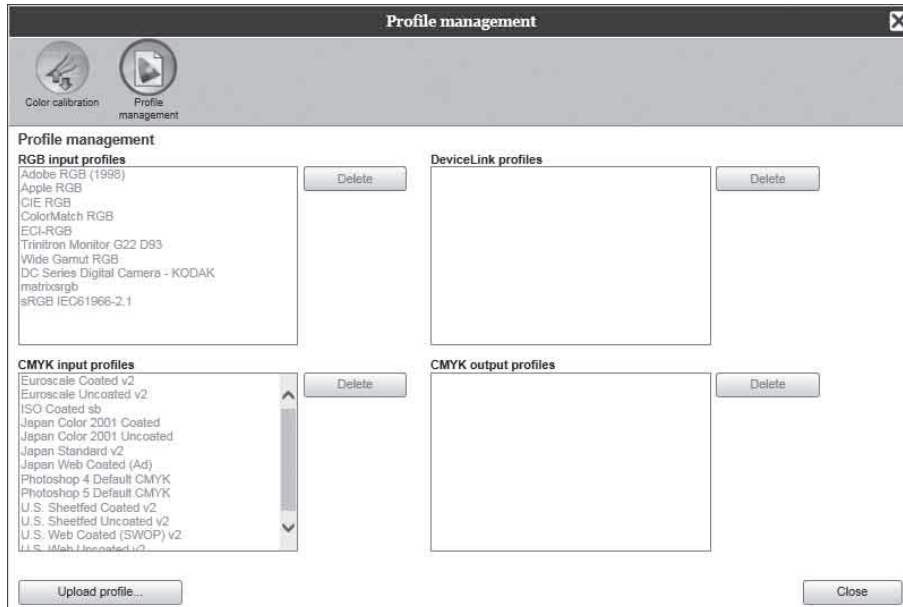 Profile management
Color calibration
Profile
management
Profile management
RGB input profiles
Adobe RGB (1998)
Apple RGB
CIE RGB
ColorMatch RGB
ECI-RGB
Trinitron Monitor G22 D93
Wide Gamut RGB
DC Series Digital Camera - KODAK
matrixsrgb
sRGB IEC61966-2.1
Delete
DeviceLink profiles
Delete
CMYK input profiles
Euroscale Coated v2
Euroscale Uncoated v2
ISO Coated sb
Japan Color 2001 Coated
Japan Color 2001 Uncoated
Japan Standard v2
Japan Web Coated (Ad)
Photoshop 4 Default CMYK
Photoshop 5 Default CMYK
U.S. Sheetfed Coated v2
U.S. Sheetfed Uncoated v2
U.S. Web Coated (SWOP) v2
U.S. Web Uncoated v2
Delete
CMYK output profiles
Delete
Upload profile...
Close